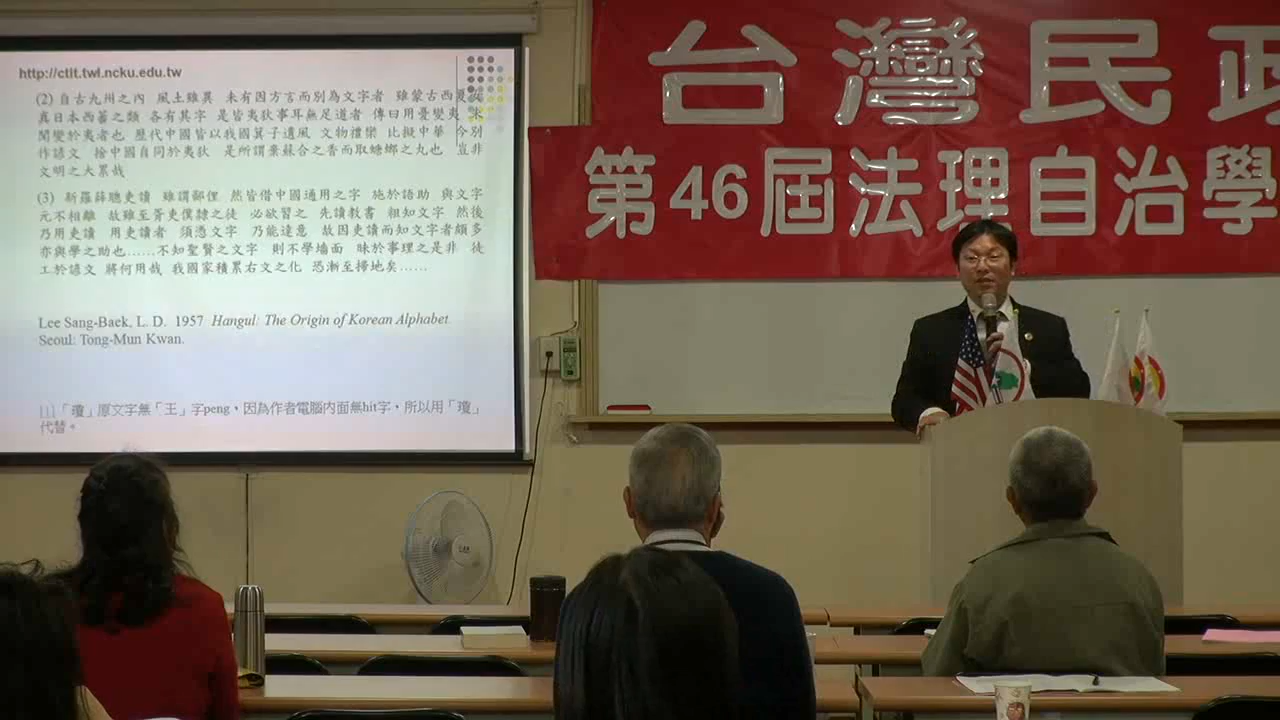 台灣民政
第46屆法理自治學
http://ctlt.twl.ncku.edu.tw
(2) 自古九州之內 風土雖異 未有因方言而別為文字者 雖蒙古西夏女
真日本西蕃之類 各有其字 是皆夷狄事耳無足道者 傳曰用夏變夷 未
聞變於夷者也 歷代中國皆以我國箕子遺風 文物禮樂 比擬中華 今別
作諺文 捨中國自同於夷狄 是所謂棄蘇合之香而取螗螂之丸也 豈非
文明之大累哉
(3) 新羅薛聰吏讀 雖謂鄙俚 然皆借中國通用之字 施於語助 與文字
元不相離 故雖至胥吏僕隸之徒 必欲習之 先讀數書 粗知文字 然後
乃用吏讀 用吏讀者 須憑文字 乃能達意 故因吏讀而知文字者頗多
亦興學之助也……不知聖賢之文字 則不學墻面 昧於事理之是非 徒
工於諺文 將何用哉 我國家積累右文之化 恐漸至掃地矣……
Lee Sang-Baek, L. D. 1957 Hangul: The Origin of Korean Alphabet.
Seoul: Tong-Mun Kwan.
[1]「瓊」原文字無「王」字peng，因為作者電腦內面無hit字，所以用「瓊」
代替。